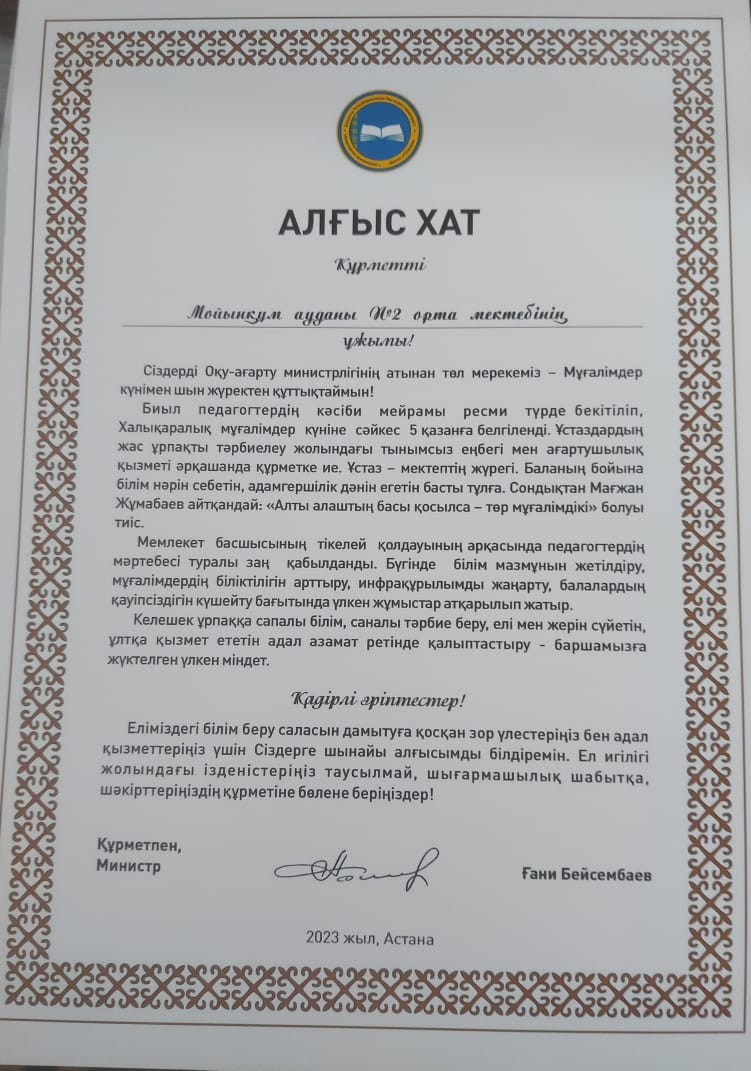 АЛҒЫС ХАТ
Құрметті
Мойынқұм ауданы №2 орта мектебінің
ұжымы!
Сіздерді Оқу-ағарту министрлігінің атынан төл мерекеміз – Мұғалімдер
күнімен шын жүректен құттықтаймын!
Биыл педагогтердің кәсіби мейрамы ресми түрде бекітіліп,
Халықаралық мұғалімдер күніне сәйкес 5 қазанға белгіленді. Ұстаздардың
жас ұрпақты тәрбиелеу жолындағы тынымсыз еңбегі мен ағартушылық
қызметі әрқашанда құрметке ие. Ұстаз – мектептің жүрегі. Баланың бойына
білім нәрін себетін, адамгершілік дәнін егетін басты тұлға. Сондықтан Мағжан
Жұмабаев айтқандай: «Алты алаштың басы қосылса – төр мұғалімдікі» болуы
тиіс.
Мемлекет басшысының тікелей қолдауының арқасында педагогтердің
мәртебесі туралы заң қабылданды. Бүгінде білім мазмұнын жетілдіру,
мұғалімдердің біліктілігін арттыру, инфрақұрылымды жаңарту, балалардың
қауіпсіздігін күшейту бағытында үлкен жұмыстар атқарылып жатыр.
Келешек ұрпаққа сапалы білім, саналы тәрбие беру, елі мен жерін сүйетін,
ұлтқа қызмет ететін адал азамат ретінде қалыптастыру - баршамызға
жүктелген үлкен міндет.
Қадірлі әріптестер!
Еліміздегі білім беру саласын дамытуға қосқан зор үлестеріңіз бен адал
қызметтеріңіз үшін Сіздерге шынайы алғысымды білдіремін. Ел игілігі
жолындағы ізденістеріңіз таусылмай, шығармашылық шабытқа,
шәкірттеріңіздің құрметіне бөлене беріңіздер!
Құрметпен,
Министр
Ғани Бейсембаев
2023 жыл, Астана